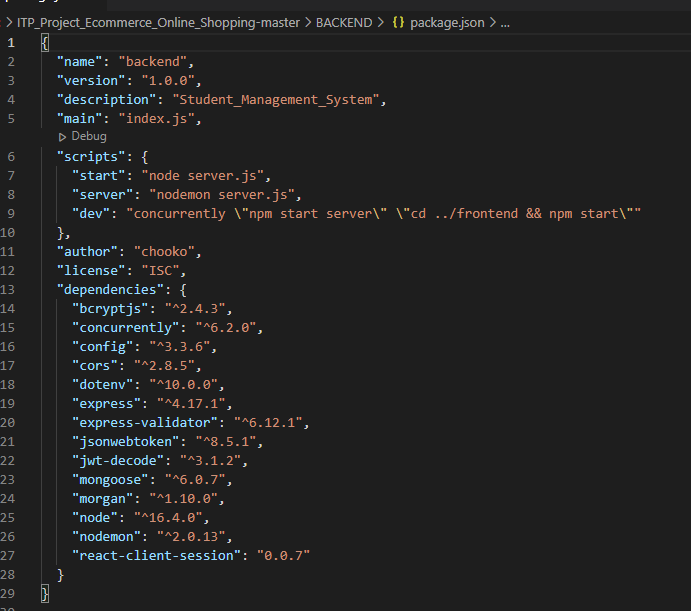 ITP_Project_Ecommerce_Online_Shopping-master > BACKEND > {} package.json > ...
1 {
2 "name": "backend",
3 "version": "1.0.0",
4 "description": "Student_Management_System",
5 "main": "index.js",
Debug
6 "scripts": {
7 "start": "node server.js",
8 "server": "nodemon server.js",
9 "dev": "concurrently \"npm start server\" \"cd ../frontend && npm start\""
10 },
11 "author": "chooko",
12 "license": "ISC",
13 "dependencies": {
14 "bcryptjs": "^2.4.3",
15 "concurrently": "^6.2.0",
16 "config": "^3.3.6",
17 "cors": "^2.8.5",
18 "dotenv": "^10.0.0",
19 "express": "^4.17.1",
20 "express-validator": "^6.12.1",
21 "jsonwebtoken": "^8.5.1",
22 "jwt-decode": "^3.1.2",
23 "mongoose": "^6.0.7",
24 "morgan": "^1.10.0",
25 "node": "^16.4.0",
26 "nodemon": "^2.0.13",
27 "react-client-session": "0.0.7"
28 }
29 }